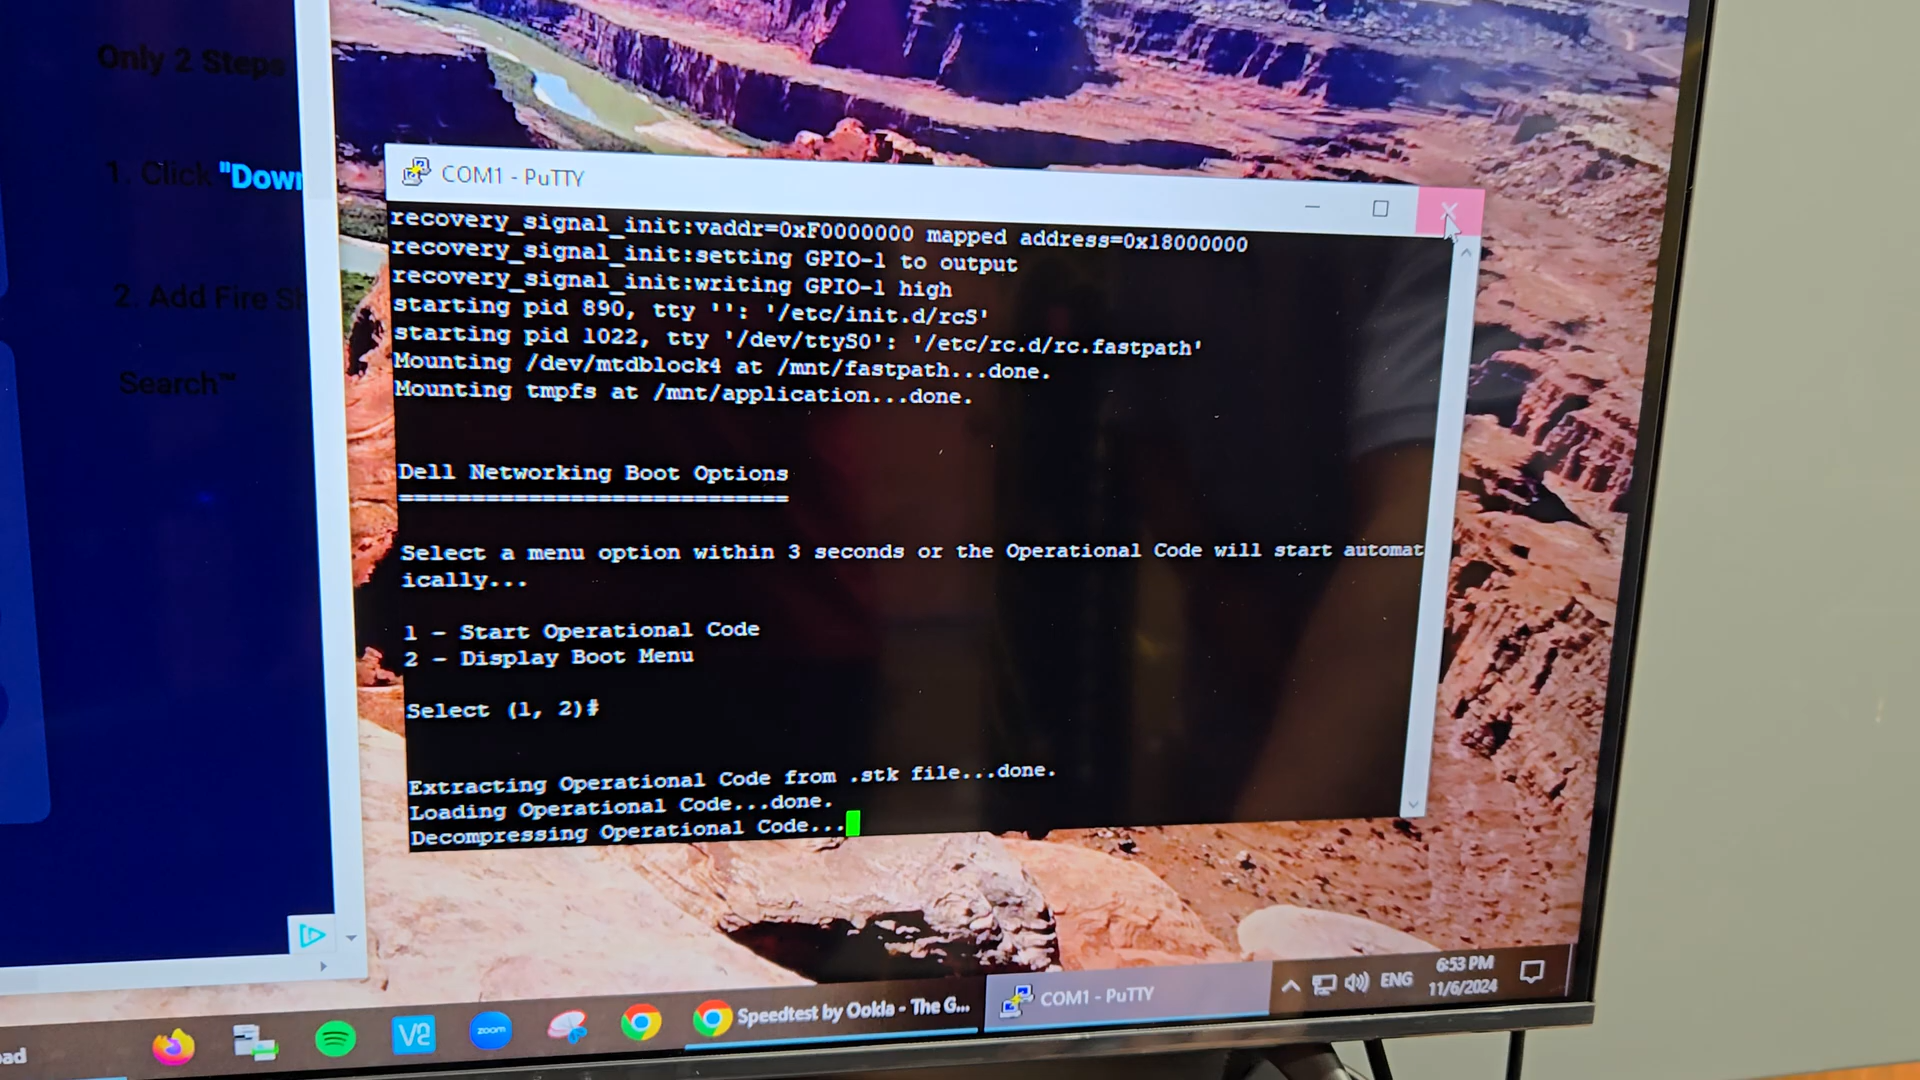 Only 2 Steps
1. Click "Down
2. Add Fire Sh
Search™
COM1 - PuTTY
recovery_signal_init:vaddr=0xF0000000 mapped address=0x18000000
recovery_signal_init:setting GPIO-1 to output
recovery_signal_init:writing GPIO-1 high
starting pid 890, tty '': '/etc/init.d/rcS'
starting pid 1022, tty '/dev/ttyS0': '/etc/rc.d/rc.fastpath'
Mounting /dev/mtdblock4 at /mnt/fastpath...done.
Mounting tmpfs at /mnt/application...done.
Dell Networking Boot Options
============================
Select a menu option within 3 seconds or the Operational Code will start automat
ically...
1 - Start Operational Code
2 - Display Boot Menu
Select (1, 2)#
Extracting Operational Code from .stk file...done.
Loading Operational Code...done.
Decompressing Operational Code...
oad
zoom
Speedtest by Ookla - The G...
COM1 - PuTTY
ENG
6:53 PM
11/6/2024